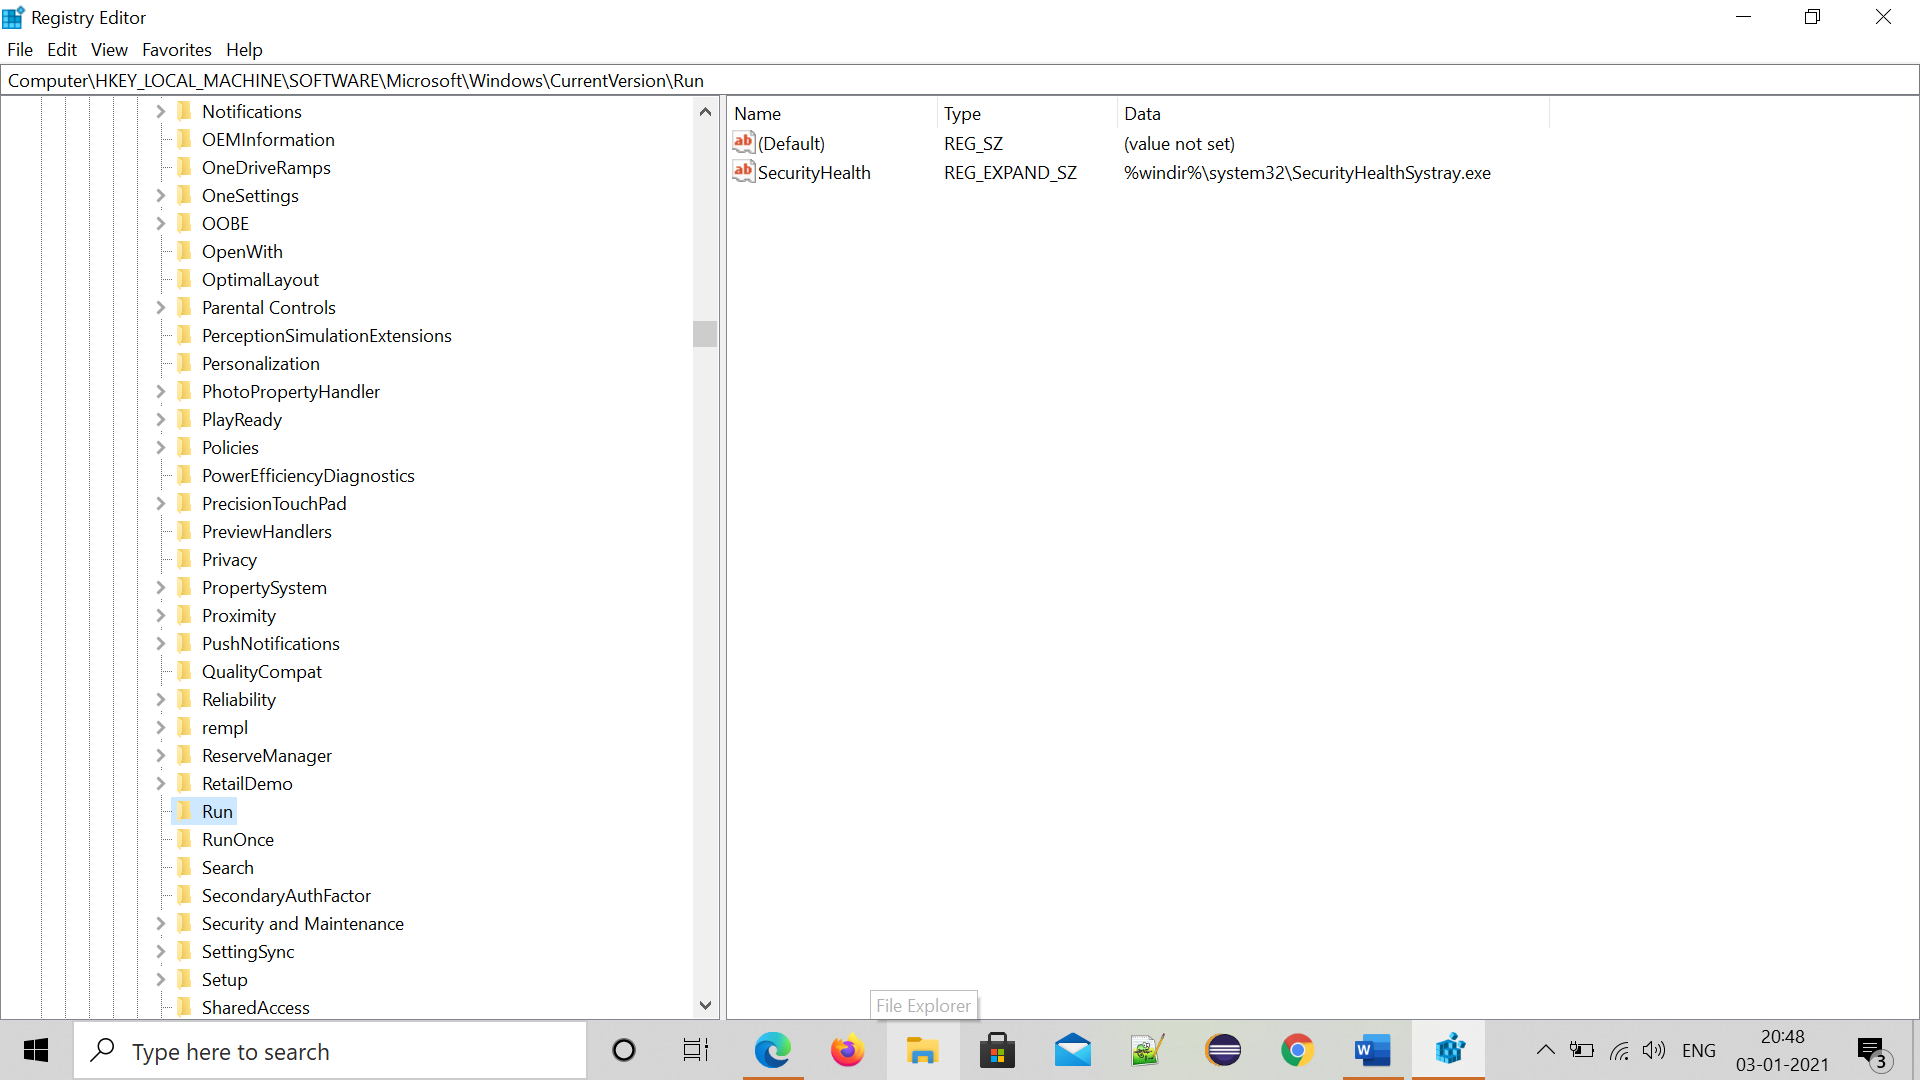 Registry Editor
File Edit View Favorites Help
Computer\HKEY_LOCAL_MACHINE\SOFTWARE\Microsoft\Windows\CurrentVersion\Run
Notifications
OEMInformation
OneDriveRamps
OneSettings
OOBE
OpenWith
OptimalLayout
Parental Controls
PerceptionSimulationExtensions
Personalization
PhotoPropertyHandler
PlayReady
Policies
PowerEfficiencyDiagnostics
PrecisionTouchPad
PreviewHandlers
Privacy
PropertySystem
Proximity
PushNotifications
QualityCompat
Reliability
rempl
ReserveManager
RetailDemo
Run
RunOnce
Search
SecondaryAuthFactor
Security and Maintenance
SettingSync
Setup
SharedAccess
Name Type Data
ab (Default) REG_SZ (value not set)
ab SecurityHealth REG_EXPAND_SZ %windir%\system32\SecurityHealthSystray.exe
File Explorer
Type here to search
W
ENG
20:48
03-01-2021
3